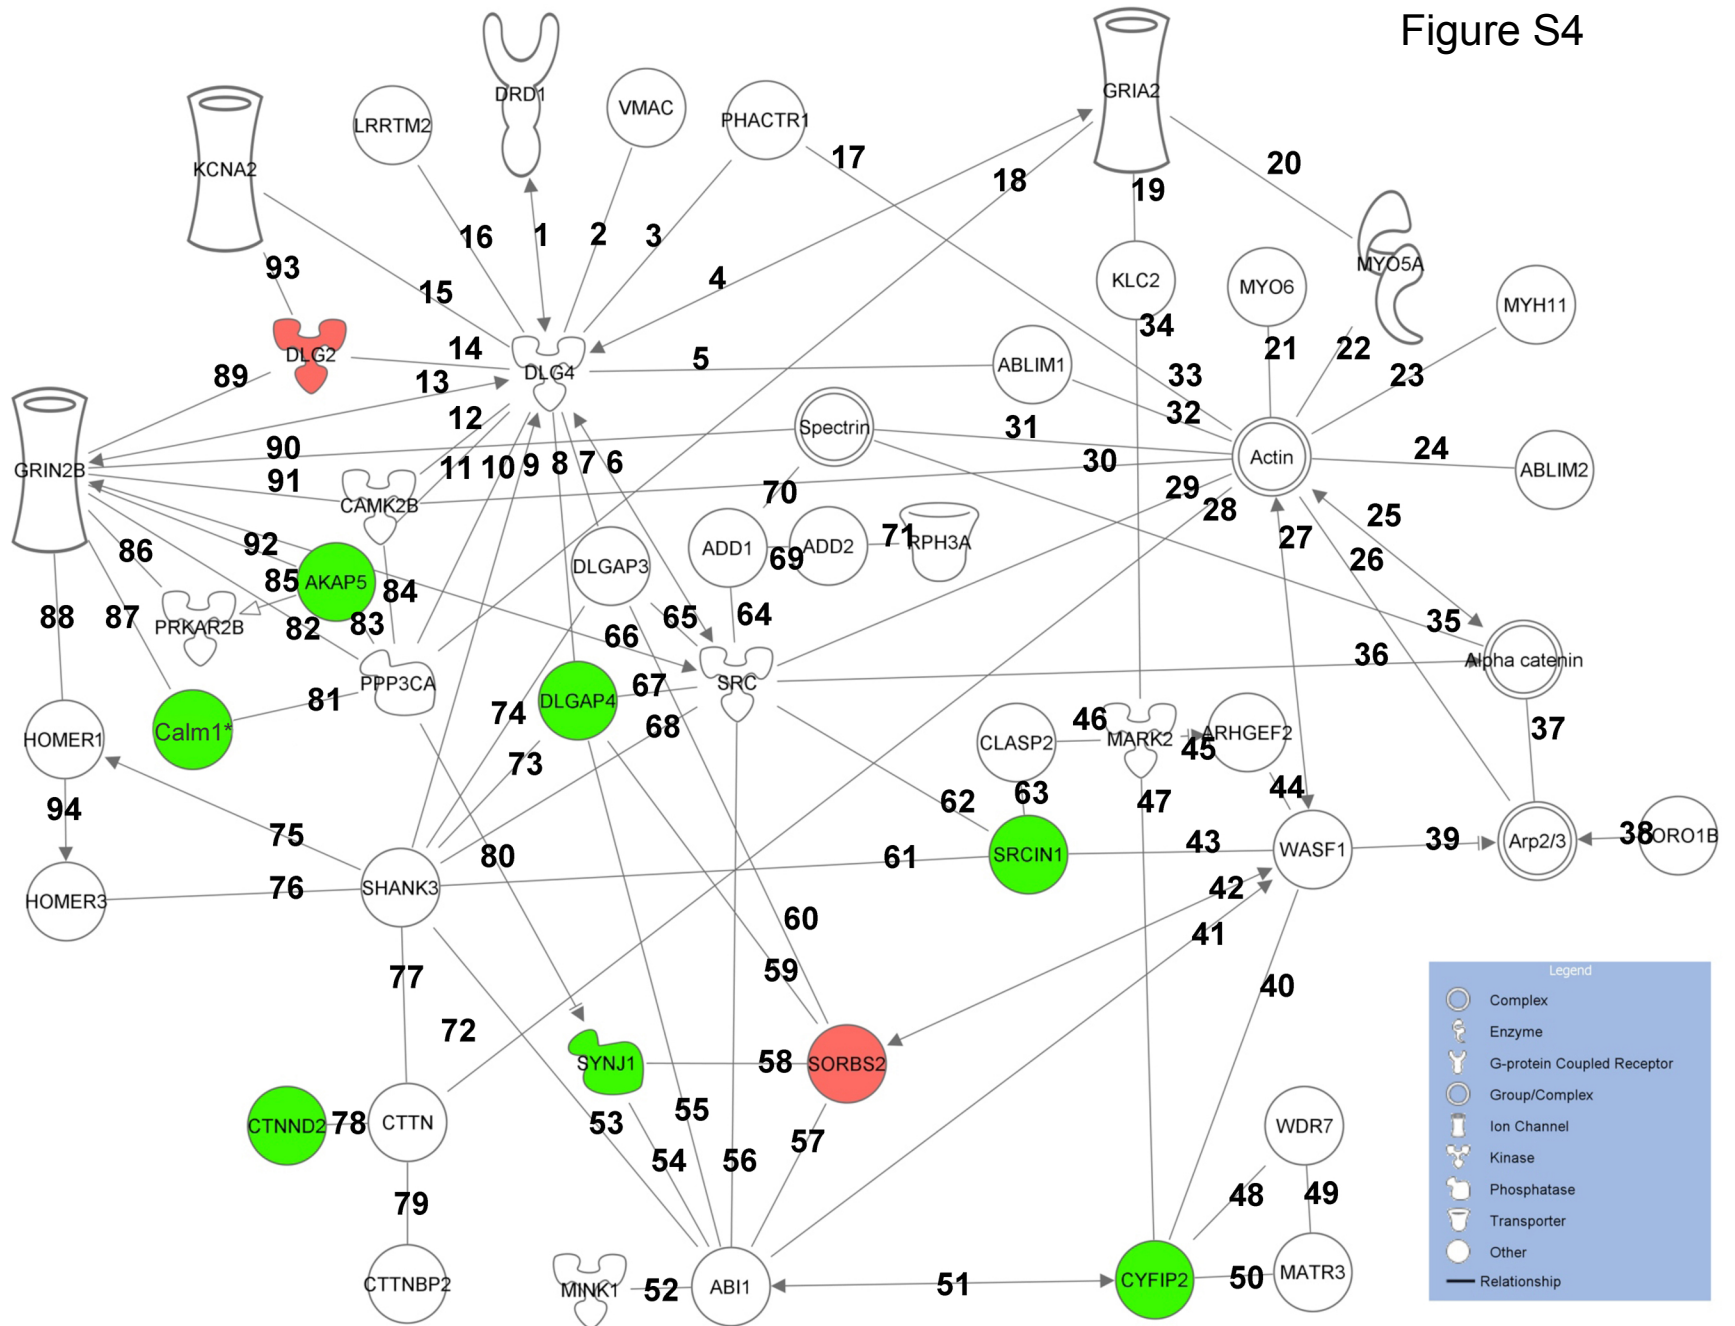 Figure S4
DRD1
GRIA2
VMAC
LRRTM2
PHACTR1
KCNA2
17
20
18
19
16
1
2
3
93
4
15
KLC2
MYO6
MYO5A
MYH11
34
14
DLG2
DLG4
5
ABLIM1
21
22
23
89
13
33
12
32
90
Spectrin
31
Actin
24
ABLIM2
GRIN2B
91
11
10
9
8
7
6
30
CAMK2B
70
29
28
25
86
92
71
27
ADD1
69
ADD2
RPH3A
26
85
AKAP5
84
DLGAP3
88
87
PRKAR2B
82
83
66
65
64
35
81
PPP3CA
67
SRC
36
Alpha catenin
DLGAP4
HOMER1
Calm1*
74
68
46
CLASP2
MARK2
45
ARHGEF2
37
73
94
75
80
62
63
47
44
38
ORO1B
76
SHANK3
61
SRCIN1
43
WASF1
39
Arp2/3
HOMER3
42
60
41
77
59
40
72
SYNJ1
58
SORBS2
CTNND2
78
CTTN
53
55
54
56
57
WDR7
79
48
49
CTTNBP2
MINK1
52
ABI1
51
CYFIP2
50
MATR3
Legend
Complex
Enzyme
G-protein Coupled Receptor
Group/Complex
Ion Channel
Kinase
Phosphatase
Transporter
Other
Relationship